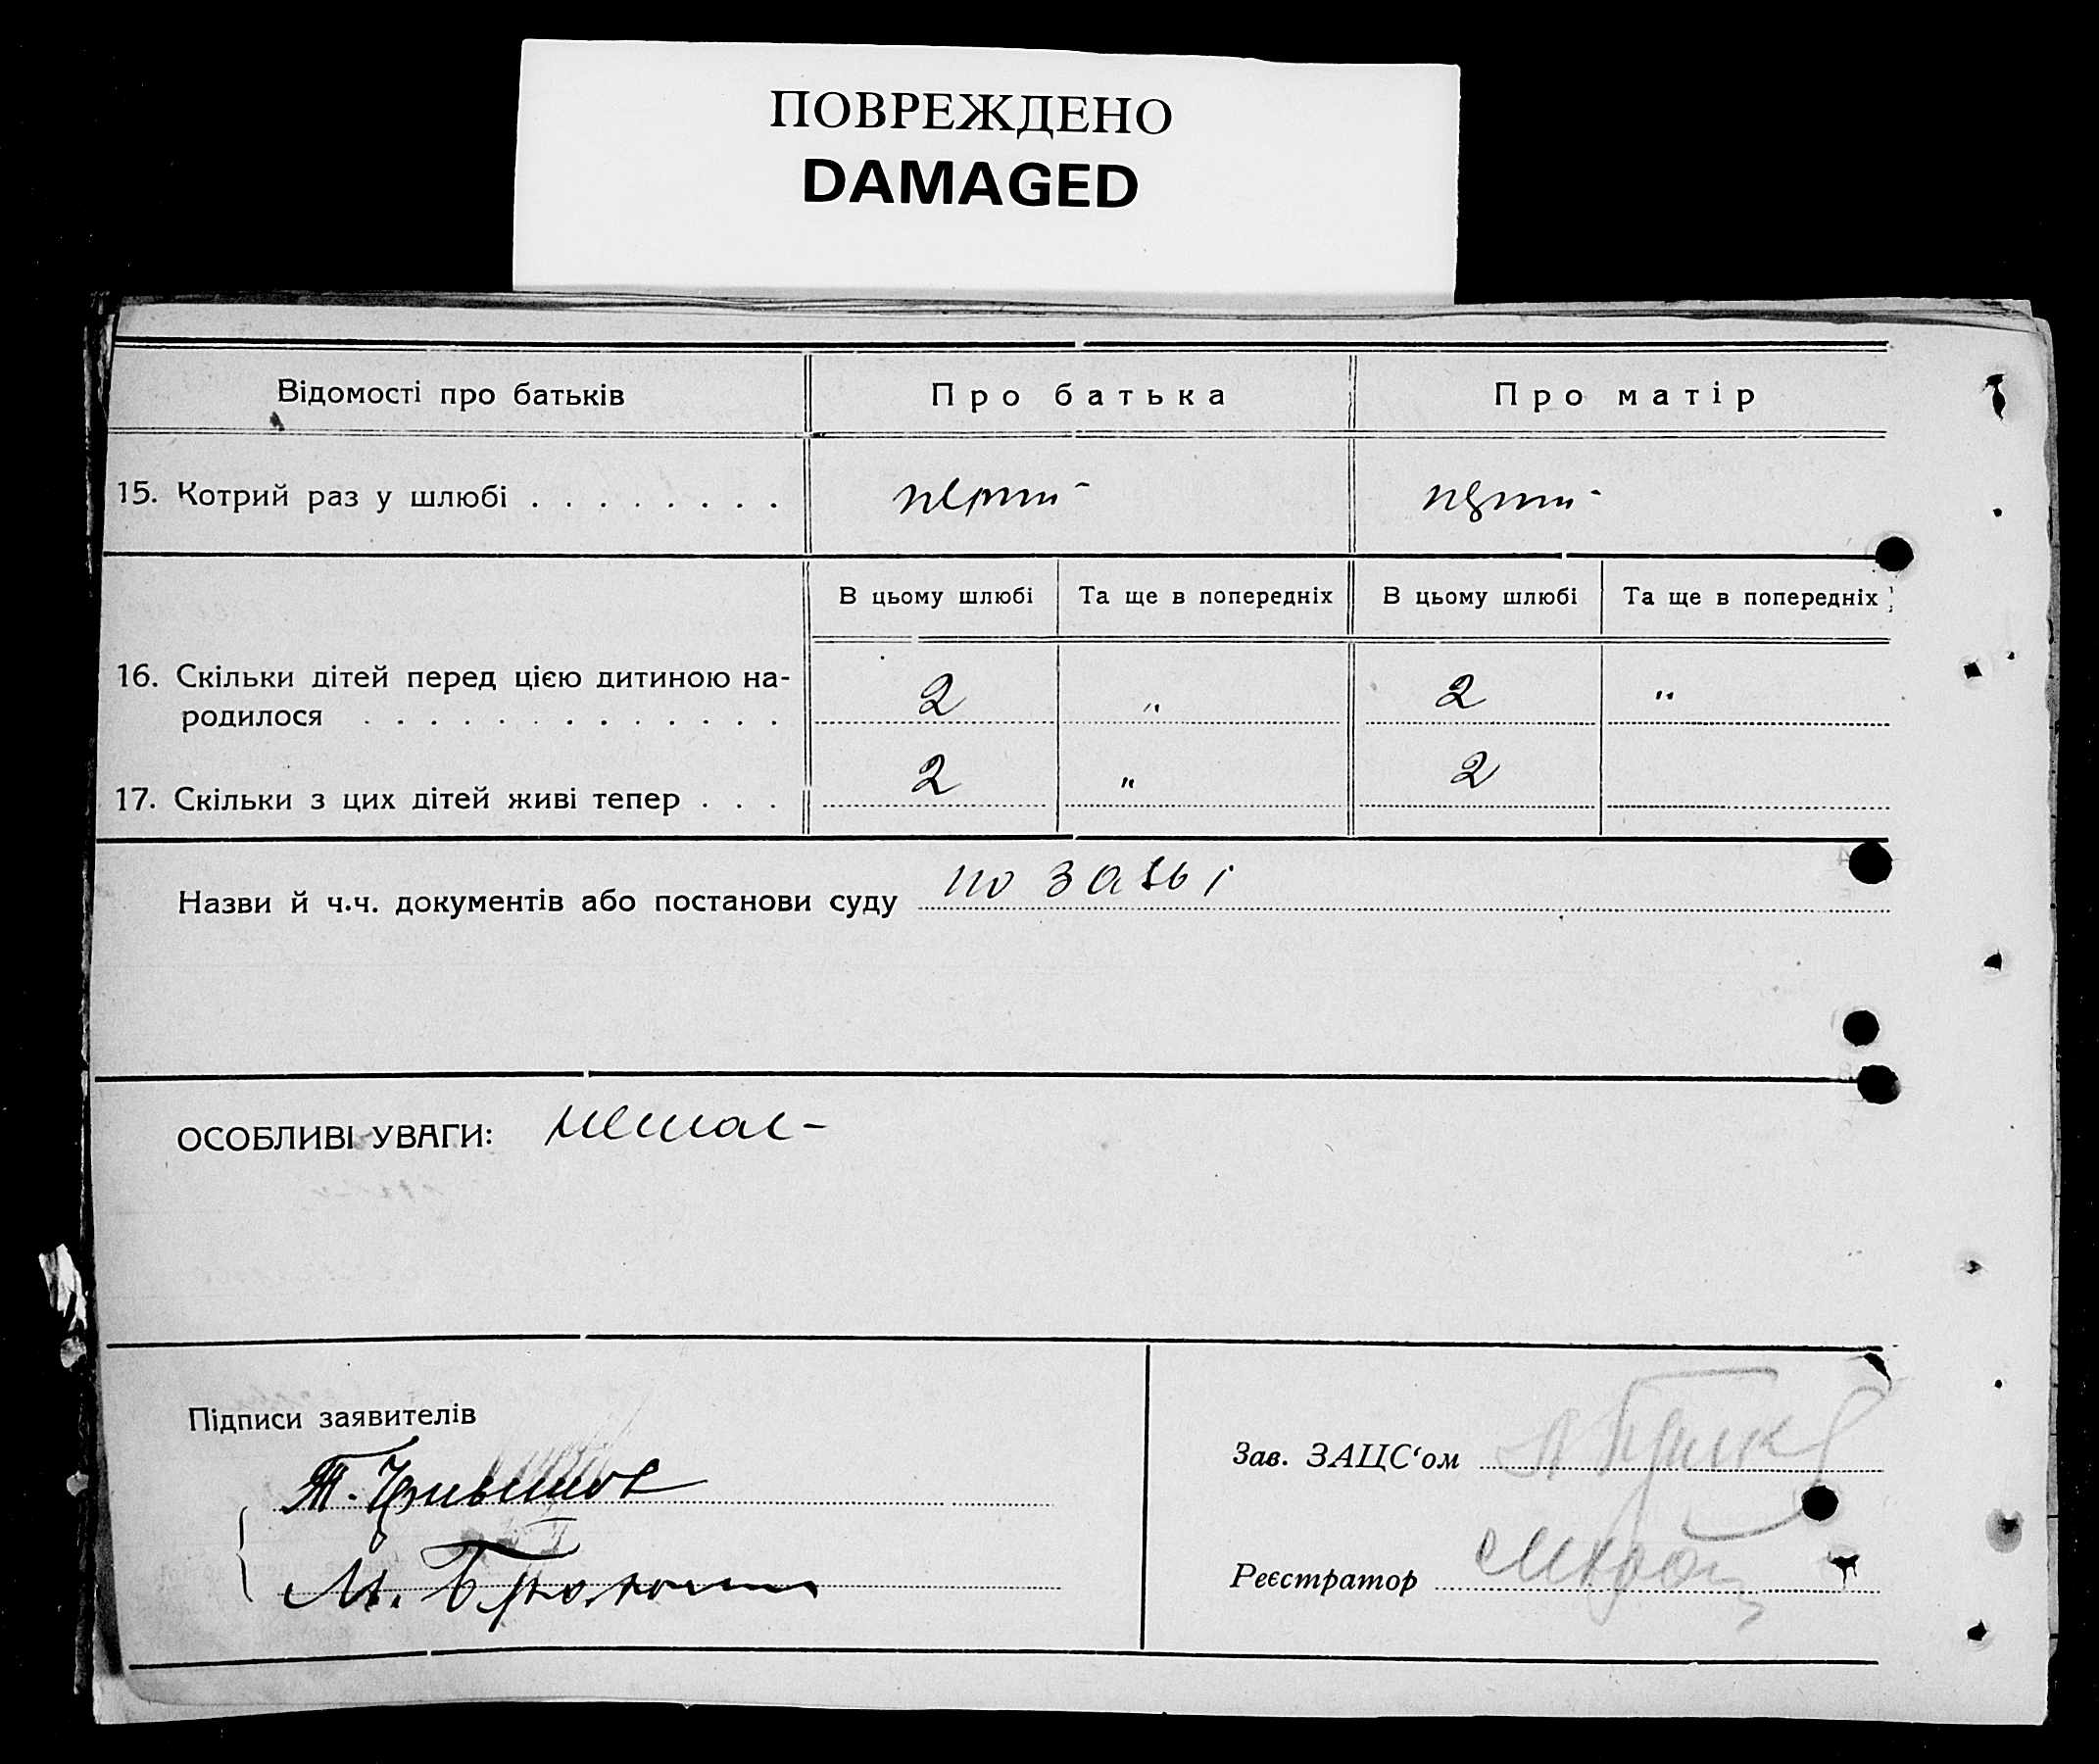 ПОВРЕЖДЕНО
DAMAGED
Відомості про батьків
Про батька
Про матір
15. Котрий раз у шлюбі . . . . . . . .
перший
перший
В цьому шлюбі
Та ще в попередніх
В цьому шлюбі
Та ще в попередніх
16. Скільки дітей перед цією дитиною на-
родилося . . . . . . . . . . . . .
2
"
2
"
17. Скільки з цих дітей живі тепер . . .
2
"
2
Назви й ч.ч. документів або постанови суду
по заяві
ОСОБЛИВІ УВАГИ:
немає -
Підписи заявителів
Т.
М.
Зав. ЗАЦС‘ом
Реєстратор